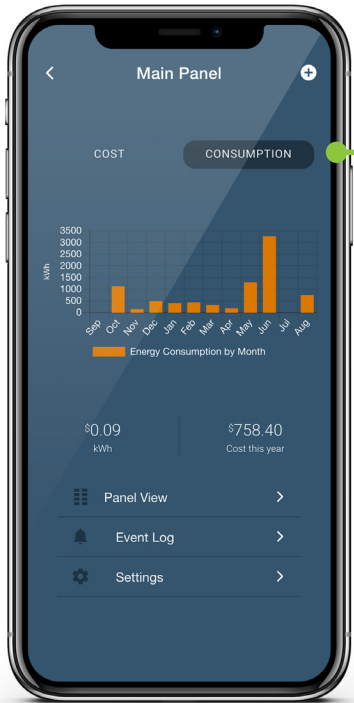 Main Panel
COST CONSUMPTION
3500
3000
2500
2000
1500
1000
500
0
kWh
Sep Oct Nov Dec Jan Feb Mar Apr May Jun Jul Aug
Energy Consumption by Month
$0.09 $758.40
kWh Cost this year
Panel View
Event Log
Settings